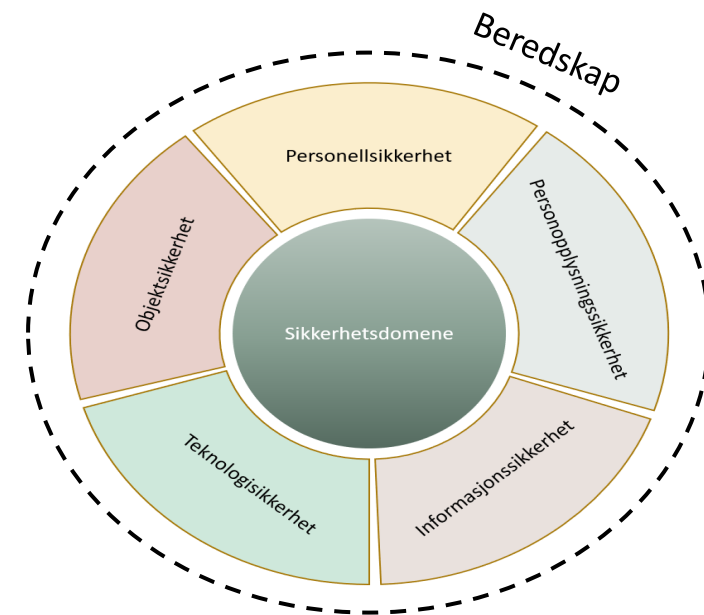 Beredskap
Personellsikkerhet
Personopplysningssikkerhet
Informasjonssikkerhet
Teknologisikkerhet
Objektsikkerhet
Sikkerhetsdomene